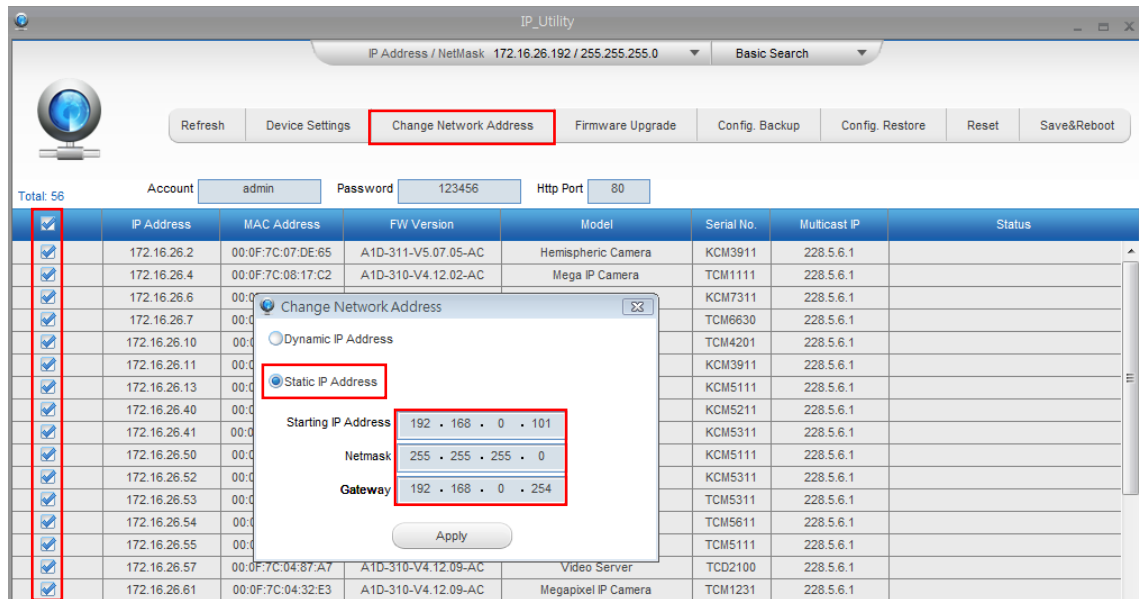 IP_Utility
IP Address / NetMask 172.16.26.192 / 255.255.255.0 Basic Search
Refresh Device Settings Change Network Address Firmware Upgrade Config. Backup Config. Restore Reset Save&Reboot
Total: 56 Account admin Password 123456 Http Port 80
IP Address MAC Address FW Version Model Serial No. Multicast IP Status
172.16.26.2 00:0F:7C:07:DE:65 A1D-311-V5.07.05-AC Hemispheric Camera KCM3911 228.5.6.1
172.16.26.4 00:0F:7C:08:17:C2 A1D-310-V4.12.02-AC Mega IP Camera TCM1111 228.5.6.1
172.16.26.6 KCM7311 228.5.6.1
172.16.26.7 TCM6630 228.5.6.1
172.16.26.10 TCM4201 228.5.6.1
172.16.26.11 KCM3911 228.5.6.1
172.16.26.13 KCM5111 228.5.6.1
172.16.26.40 KCM5211 228.5.6.1
172.16.26.41 KCM5311 228.5.6.1
172.16.26.50 KCM5111 228.5.6.1
172.16.26.52 KCM5311 228.5.6.1
172.16.26.53 TCM5311 228.5.6.1
172.16.26.54 TCM5611 228.5.6.1
172.16.26.55 TCM5111 228.5.6.1
172.16.26.57 00:0F:7C:04:87:A7 A1D-310-V4.12.09-AC Video Server TCD2100 228.5.6.1
172.16.26.61 00:0F:7C:04:32:E3 A1D-310-V4.12.09-AC Megapixel IP Camera TCM1231 228.5.6.1
Change Network Address
Dynamic IP Address
Static IP Address
Starting IP Address 192 . 168 . 0 . 101
Netmask 255 . 255 . 255 . 0
Gateway 192 . 168 . 0 . 254
Apply